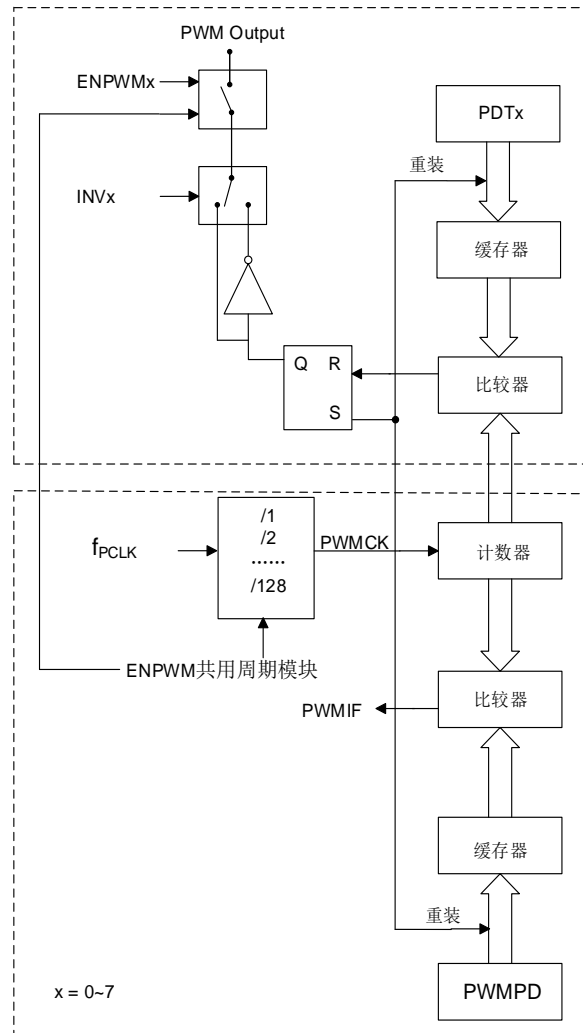 PWM Output
ENPWMx
PDTx
重装
INVx
缓存器
Q R
S
比较器
/1
/2
......
/128
fPCLK
PWMCK
计数器
ENPWM共用周期模块
比较器
PWMIF
缓存器
重装
x = 0~7
PWMPD